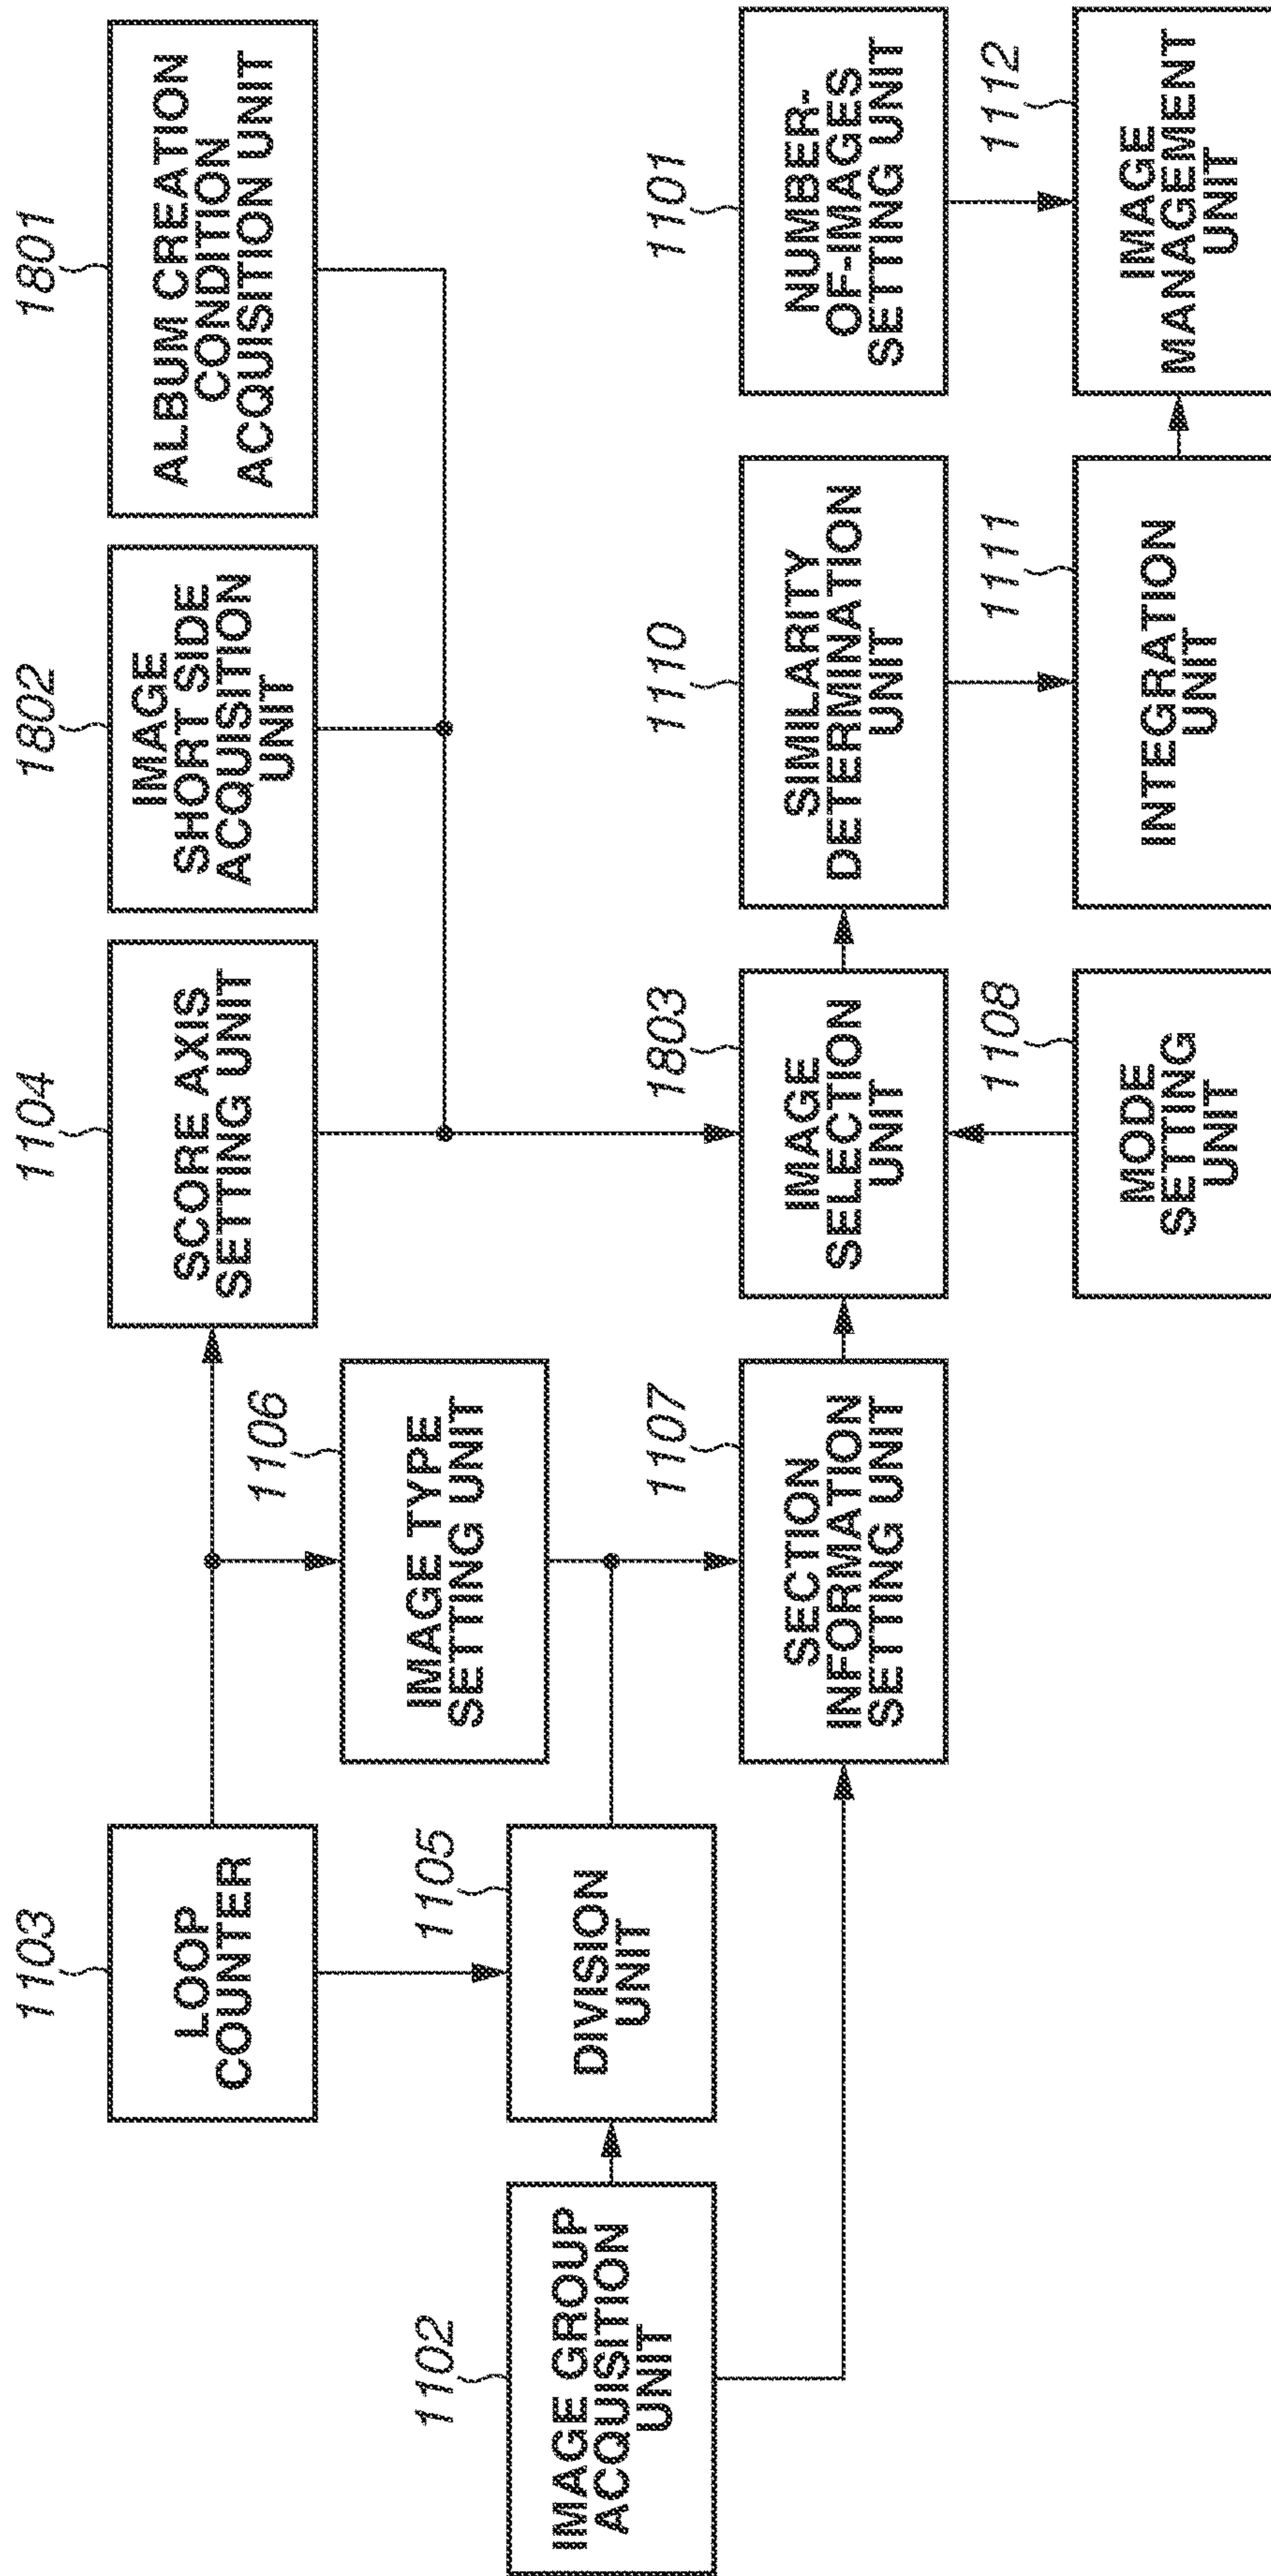 1103
LOOP
COUNTER
1104
SCORE AXIS
SETTING UNIT
1802
IMAGE
SHORT SIDE
ACQUISITION
UNIT
1801
ALBUM CREATION
CONDITION
ACQUISITION UNIT
1106
IMAGE TYPE
SETTING UNIT
1102
IMAGE GROUP
ACQUISITION
UNIT
1105
DIVISION
UNIT
1107
SECTION
INFORMATION
SETTING UNIT
1803
IMAGE
SELECTION
UNIT
1110
SIMILARITY
DETERMINATION
UNIT
1101
NUMBER-
OF-IMAGES
SETTING UNIT
1108
MODE
SETTING
UNIT
1111
INTEGRATION
UNIT
1112
IMAGE
MANAGEMENT
UNIT